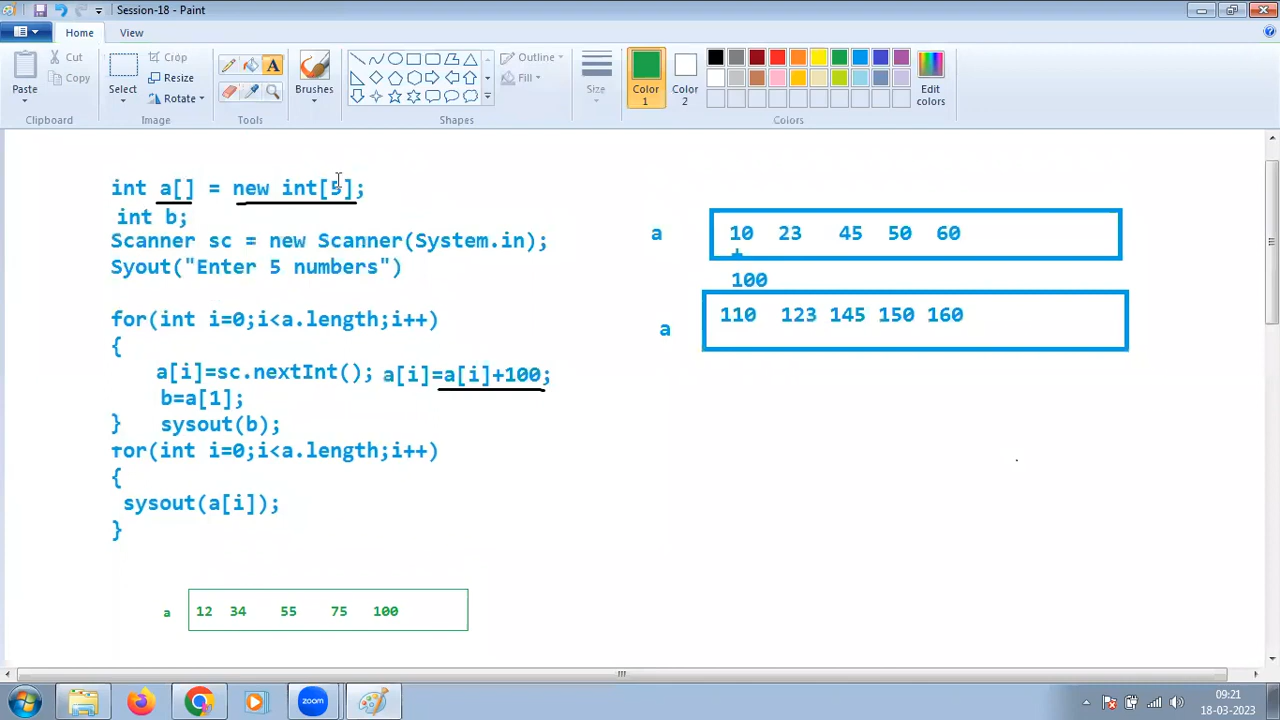 Session-18 - Paint
Home View
Paste
Cut
Copy
Clipboard
Select
Crop
Resize
Rotate
Image
A
Tools
Brushes
Outline
Fill
Shapes
Size
Color 1
Color 2
Edit colors
Colors
int a[] = new int[5];
int b;
Scanner sc = new Scanner(System.in);
Syout("Enter 5 numbers")
for(int i=0;i<a.length;i++)
{
a[i]=sc.nextInt(); a[i]=a[i]+100;
b=a[1];
} sysout(b);
for(int i=0;i<a.length;i++)
{
sysout(a[i]);
}
a 12 34 55 75 100
a 10 23 45 50 60
+
100
a 110 123 145 150 160
zoom
09:21
18-03-2023